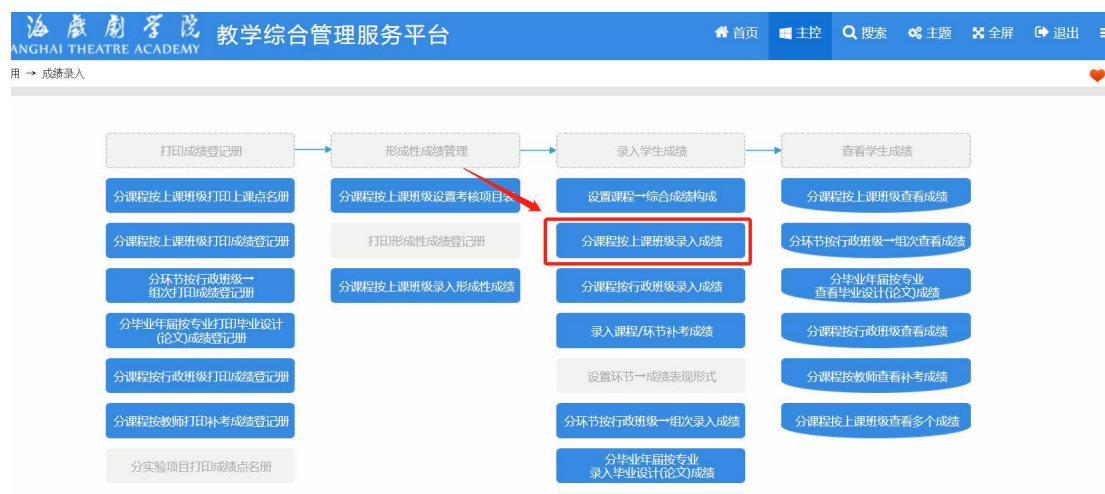 海戲劇学院 教学综合管理服务平台
ANGHAI THEATRE ACADEMY
首页 主控 搜索 主题 全屏 退出
用 → 成绩录入
打印成绩登记册
形成性成绩管理
录入学生成绩
查看学生成绩
分课程按上课班级打印上课点名册
分课程按上课班级设置考核项目表
设置课程→综合成绩构成
分课程按上课班级查看成绩
分课程按上课班级打印成绩登记册
打印形成性成绩登记册
分课程按上课班级录入成绩
分环节按行政班级→组次查看成绩
分环节按行政班级→
组次打印成绩登记册
分课程按上课班级录入形成性成绩
分课程按行政班级录入成绩
分毕业年届按专业
查看毕业设计(论文)成绩
分毕业年届按专业打印毕业设计
(论文)成绩登记册
录入课程/环节补考成绩
分课程按行政班级查看成绩
分课程按行政班级打印成绩登记册
设置环节→成绩表现形式
分课程按教师查看补考成绩
分课程按教师打印补考成绩登记册
分环节按行政班级→组次录入成绩
分课程按上课班级查看多个成绩
分实验项目打印成绩点名册
分毕业年届按专业
录入毕业设计(论文)成绩